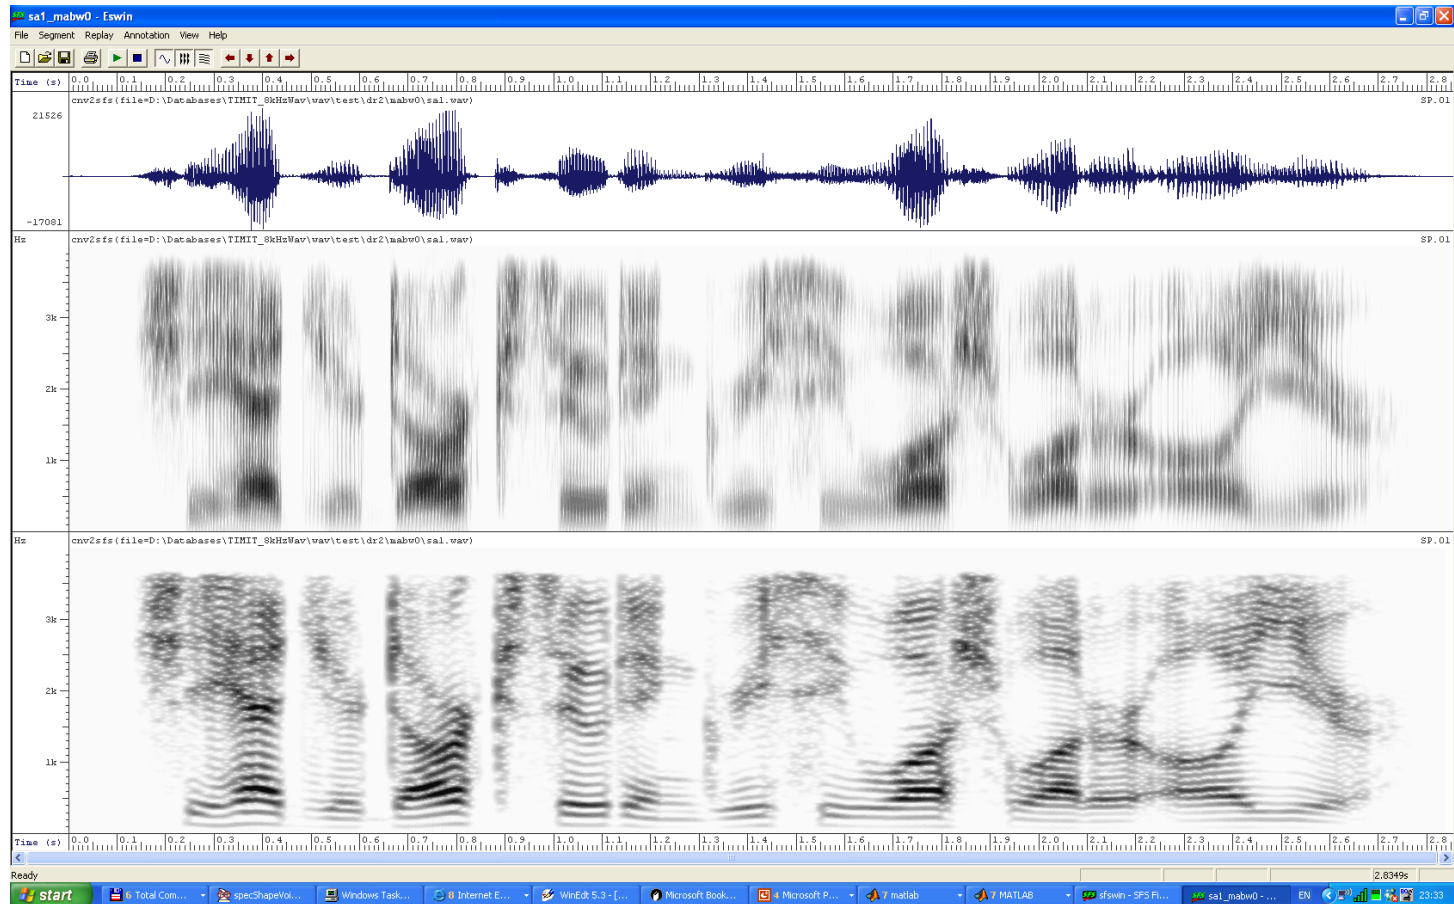 sa1_mabw0 - Eswin
File Segment Replay Annotation View Help
Time (s) 0.0 0.1 0.2 0.3 0.4 0.5 0.6 0.7 0.8 0.9 1.0 1.1 1.2 1.3 1.4 1.5 1.6 1.7 1.8 1.9 2.0 2.1 2.2 2.3 2.4 2.5 2.6 2.7 2.8
cnv2sfs(file=D:\Databases\TIMIT_8kHzWav\wav\test\dr2\mabw0\sa1.wav) SP.01
21526
-17081
Hz cnv2sfs(file=D:\Databases\TIMIT_8kHzWav\wav\test\dr2\mabw0\sa1.wav) SP.01
3k
2k
1k
Hz cnv2sfs(file=D:\Databases\TIMIT_8kHzWav\wav\test\dr2\mabw0\sa1.wav) SP.01
3k
2k
1k
Time (s) 0.0 0.1 0.2 0.3 0.4 0.5 0.6 0.7 0.8 0.9 1.0 1.1 1.2 1.3 1.4 1.5 1.6 1.7 1.8 1.9 2.0 2.1 2.2 2.3 2.4 2.5 2.6 2.7 2.8
Ready
2.8349s
start 6 Total Com... specShapeVoi... Windows Task... 8 Internet E... WinEdt 5.3 - [... Microsoft Book... 4 Microsoft P... 7 matlab 7 MATLAB sfswin - SFS Fi... sa1_mabw0 - ... EN 23:33